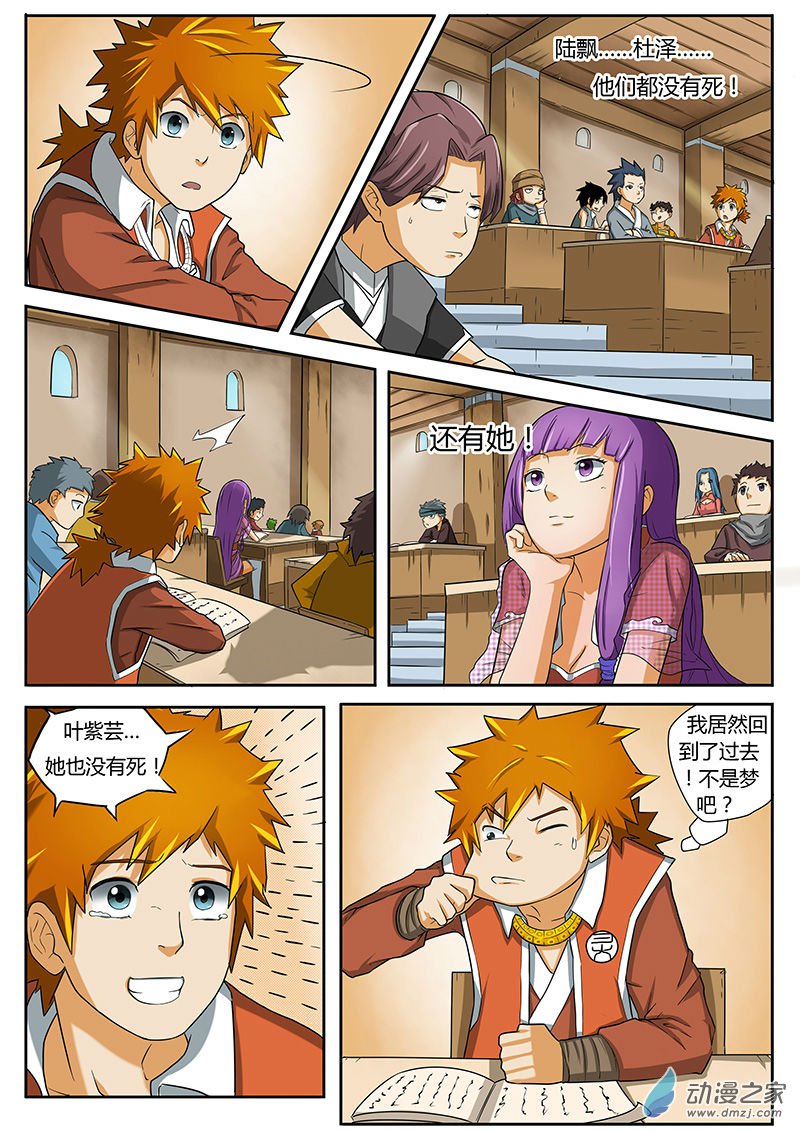 陆飘......杜泽......
他们都没有死！
还有她！
叶紫芸...
她也没有死！
我居然回
到了过去
！不是梦
吧？
动漫之家
www.dmzj.com